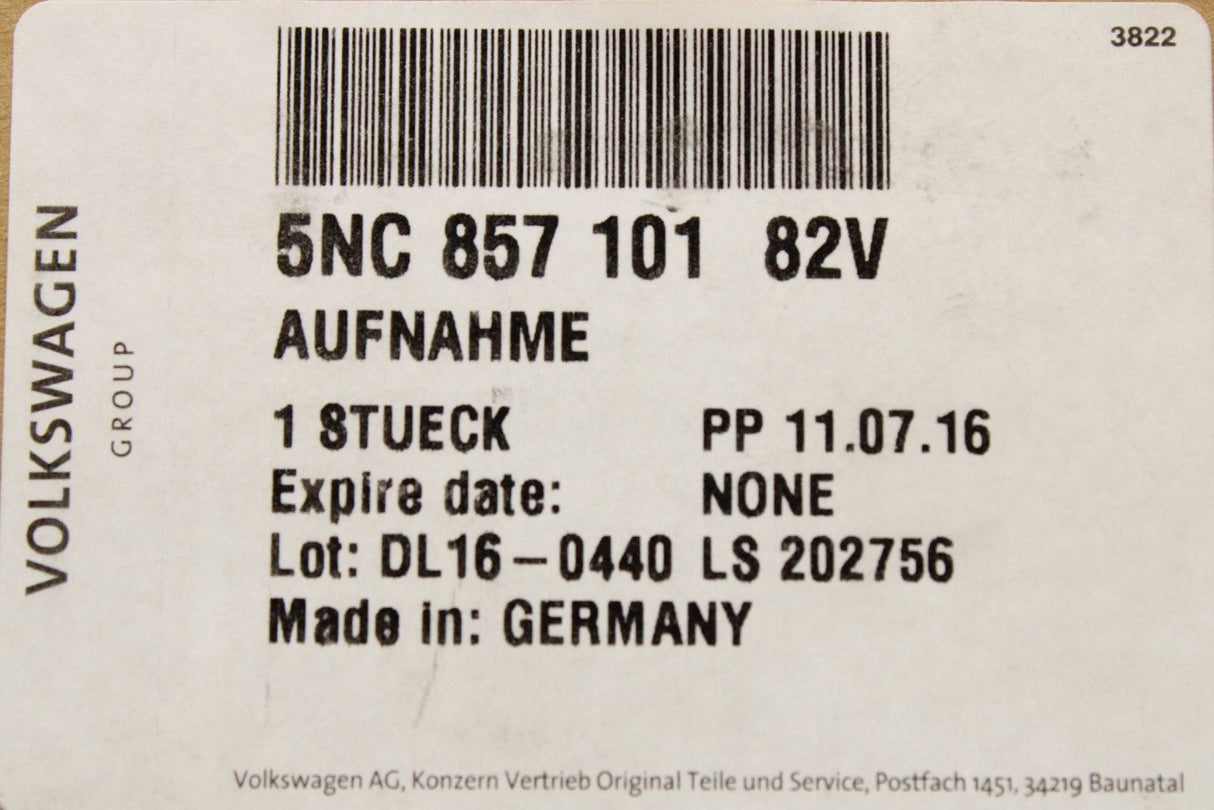 3822
VOLKSWAGEN
GROUP
5NC 857 101 82V
AUFNAHME
1 STUECK PP 11.07.16
Expire date: NONE
Lot: DL16-0440 LS 202756
Made in: GERMANY
Volkswagen AG, Konzern Vertrieb Original Teile und Service, Postfach 1451, 34219 Baunatal